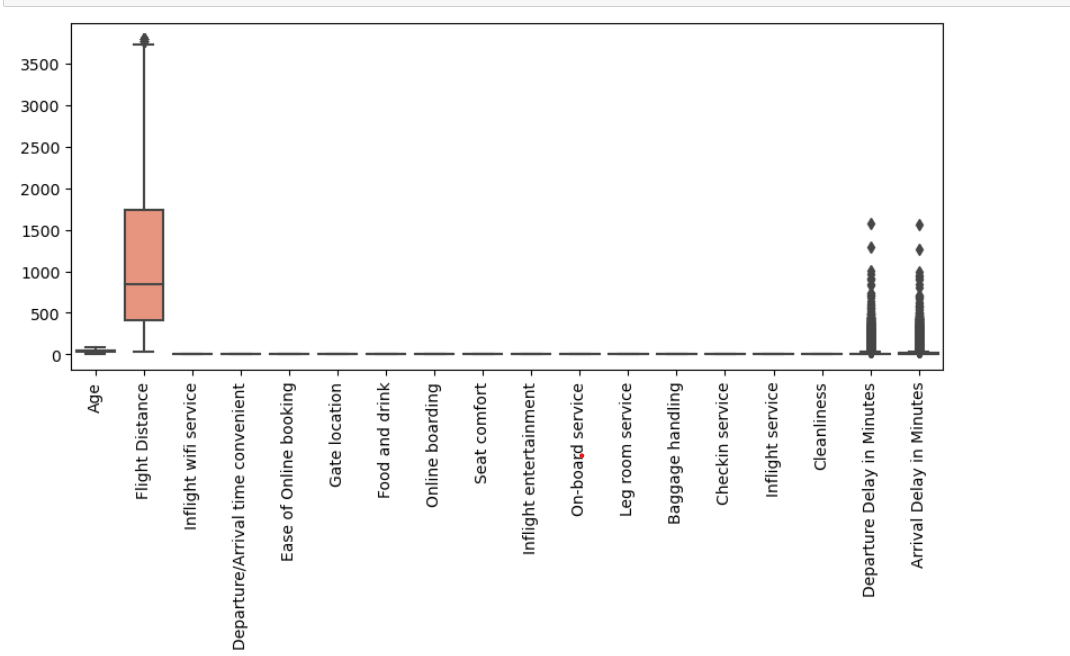 3500
3000
2500
2000
1500
1000
500
0
Age
Flight Distance
Inflight wifi service
Departure/Arrival time convenient
Ease of Online booking
Gate location
Food and drink
Online boarding
Seat comfort
Inflight entertainment
On-board service
Leg room service
Baggage handling
Checkin service
Inflight service
Cleanliness
Departure Delay in Minutes
Arrival Delay in Minutes